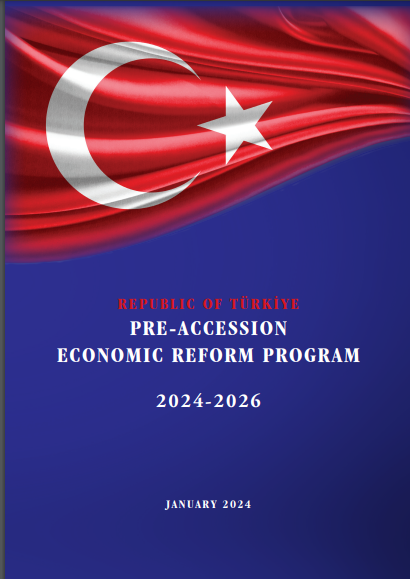 REPUBLIC OF TÜRKİYE
PRE-ACCESSION
ECONOMIC REFORM PROGRAM
2024-2026
JANUARY 2024